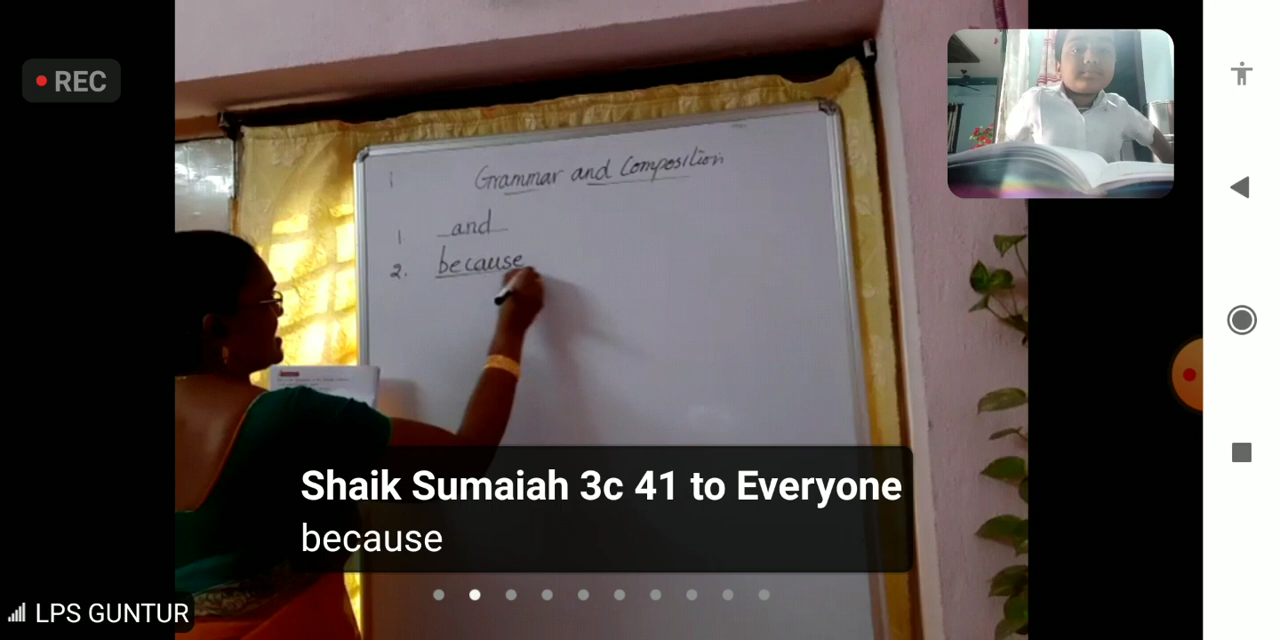 REC
Grammar and Composition
1 and
2. because
Shaik Sumaiah 3c 41 to Everyone
because
LPS GUNTUR